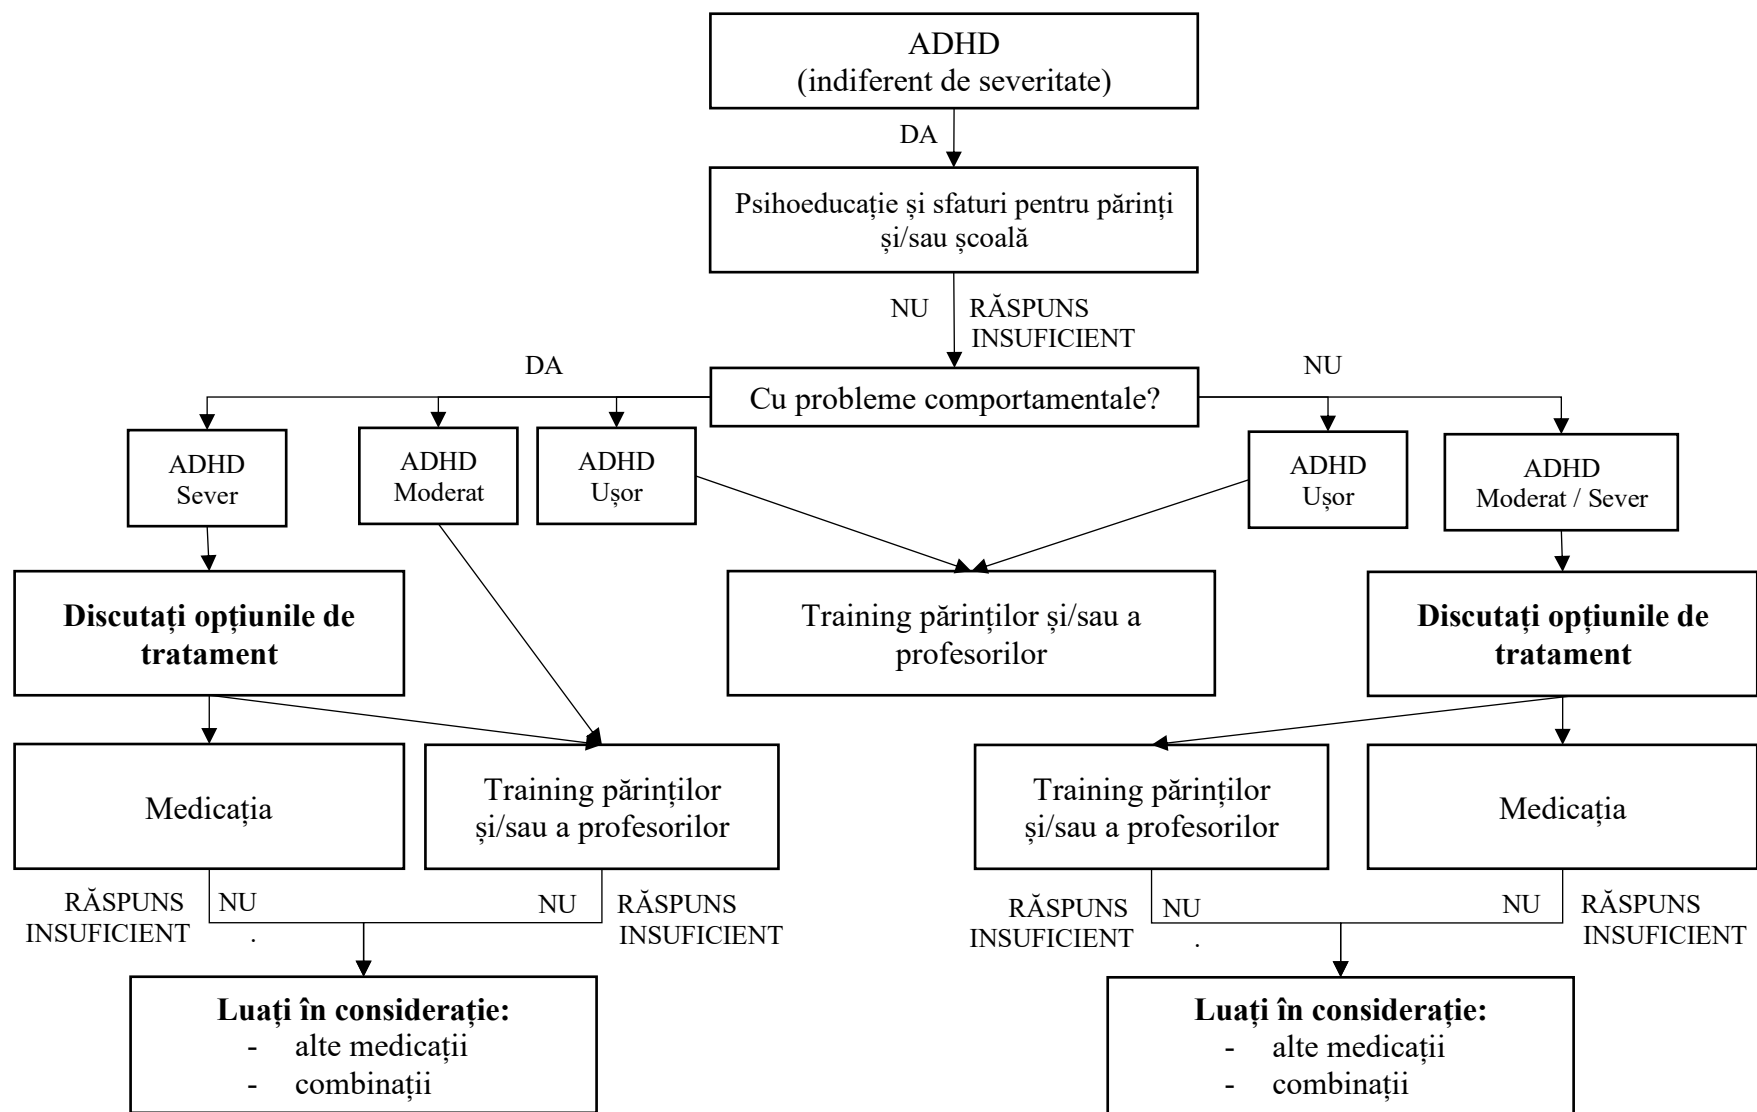 ADHD
(indiferent de severitate)
DA
Psihoeducație și sfaturi pentru părinți
și/sau școală
NU
RĂSPUNS
INSUFICIENT
DA
NU
Cu probleme comportamentale?
ADHD
Sever
ADHD
Moderat
ADHD
Ușor
ADHD
Ușor
ADHD
Moderat / Sever
Discutați opțiunile de
tratament
Training părinților și/sau a
profesorilor
Discutați opțiunile de
tratament
Medicația
Training părinților
și/sau a profesorilor
Training părinților
și/sau a profesorilor
Medicația
RĂSPUNS
INSUFICIENT
NU
.
NU
RĂSPUNS
INSUFICIENT
RĂSPUNS
INSUFICIENT
NU
.
NU
RĂSPUNS
INSUFICIENT
Luați în considerație:
- alte medicații
- combinații
Luați în considerație:
- alte medicații
- combinații